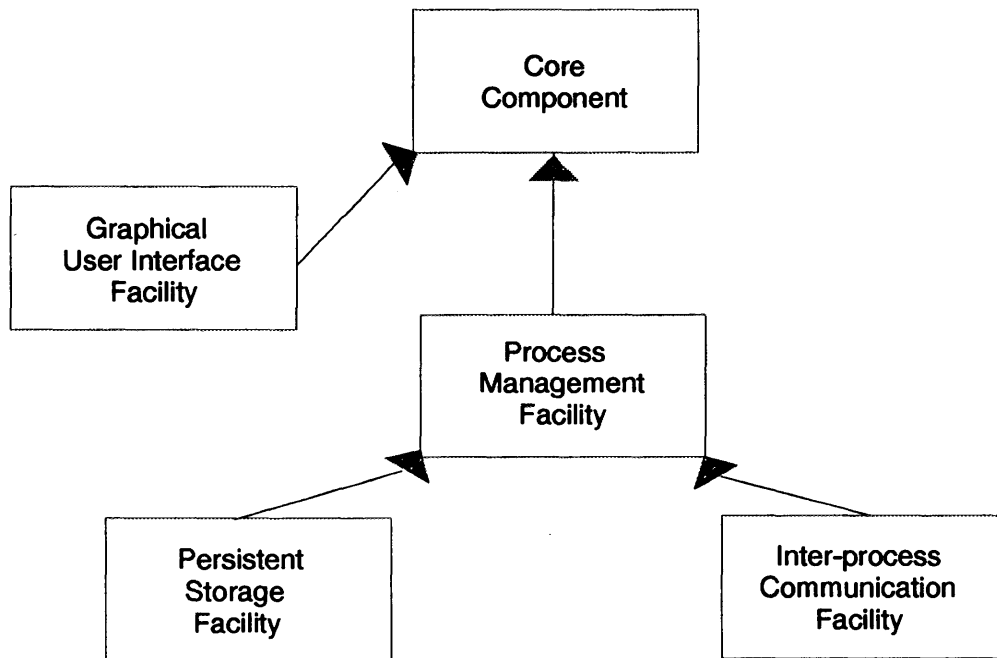 Core
Component
Graphical
User Interface
Facility
Process
Management
Facility
Persistent
Storage
Facility
Inter-process
Communication
Facility